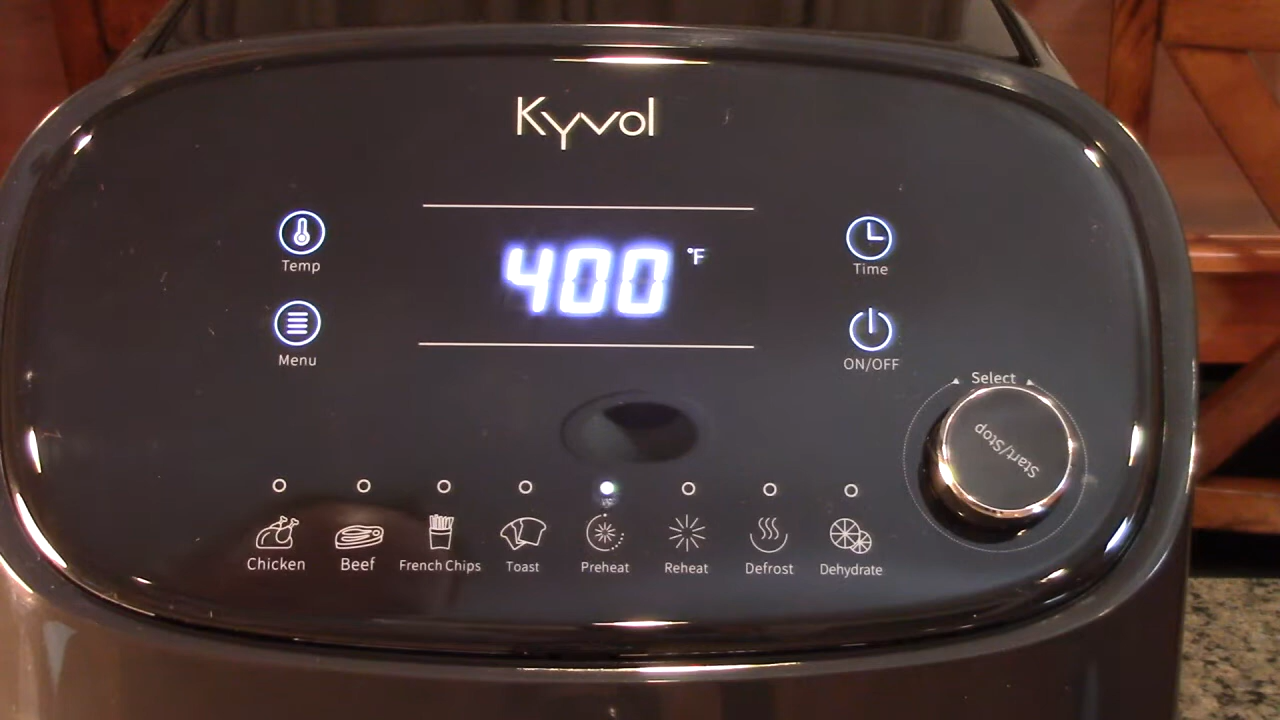 Kyvol
Temp
400 °F
Time
Menu
ON/OFF
Select
Start/Stop
Chicken
Beef
French Chips
Toast
Preheat
Reheat
Defrost
Dehydrate